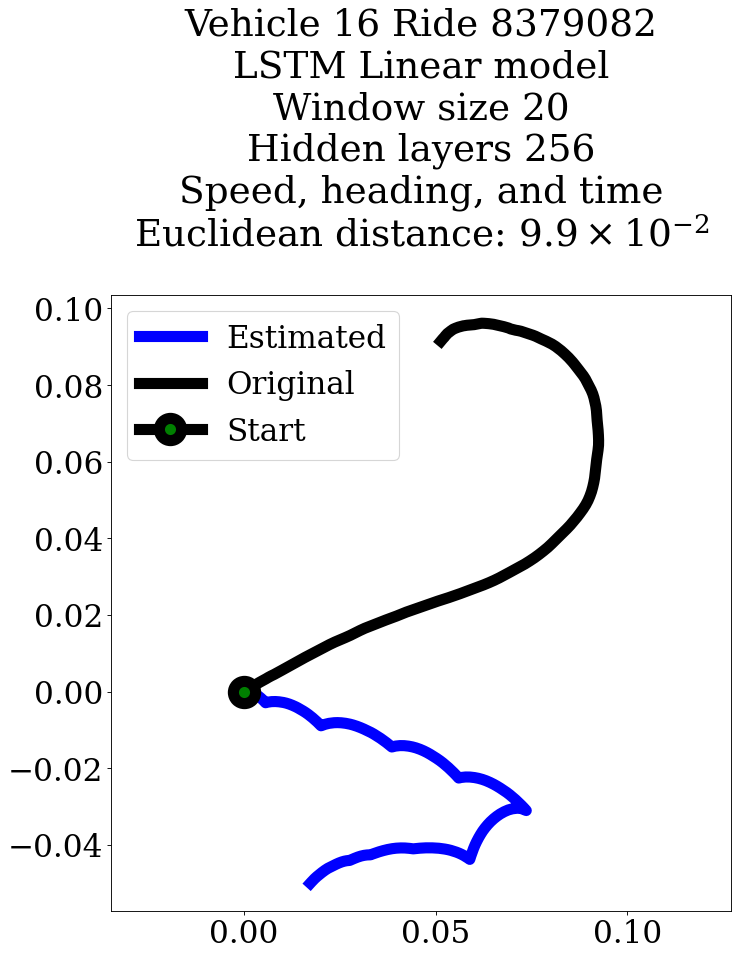 Vehicle 16 Ride 8379082
LSTM Linear model
Window size 20
Hidden layers 256
Speed, heading, and time
Euclidean distance: 9.9 × 10⁻²
Estimated
Original
Start
0.10
0.08
0.06
0.04
0.02
0.00
−0.02
−0.04
0.00 0.05 0.10